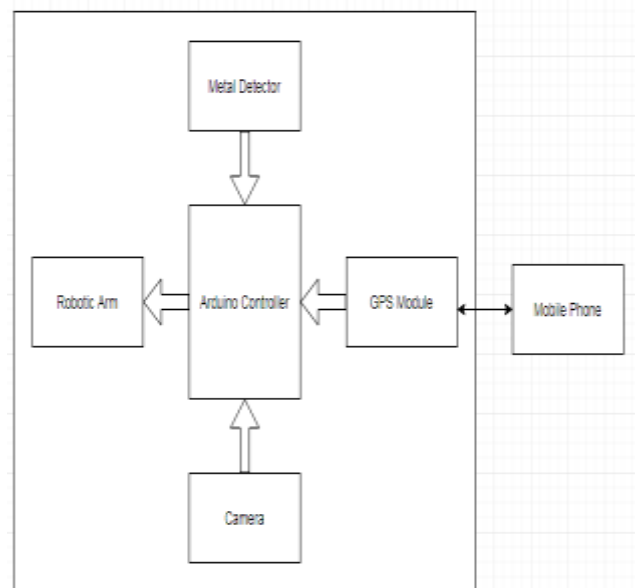 Metal Detector
Robotic Arm
Arduino Controller
GPS Module
Mobile Phone
Camera